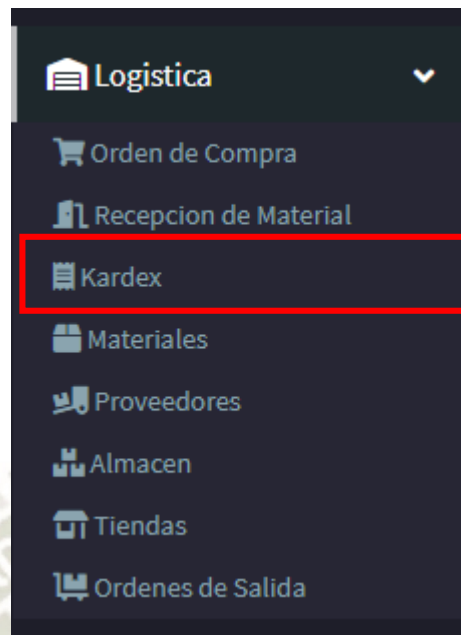 Logistica
Orden de Compra
Recepcion de Material
Kardex
Materiales
Proveedores
Almacen
Tiendas
Ordenes de Salida